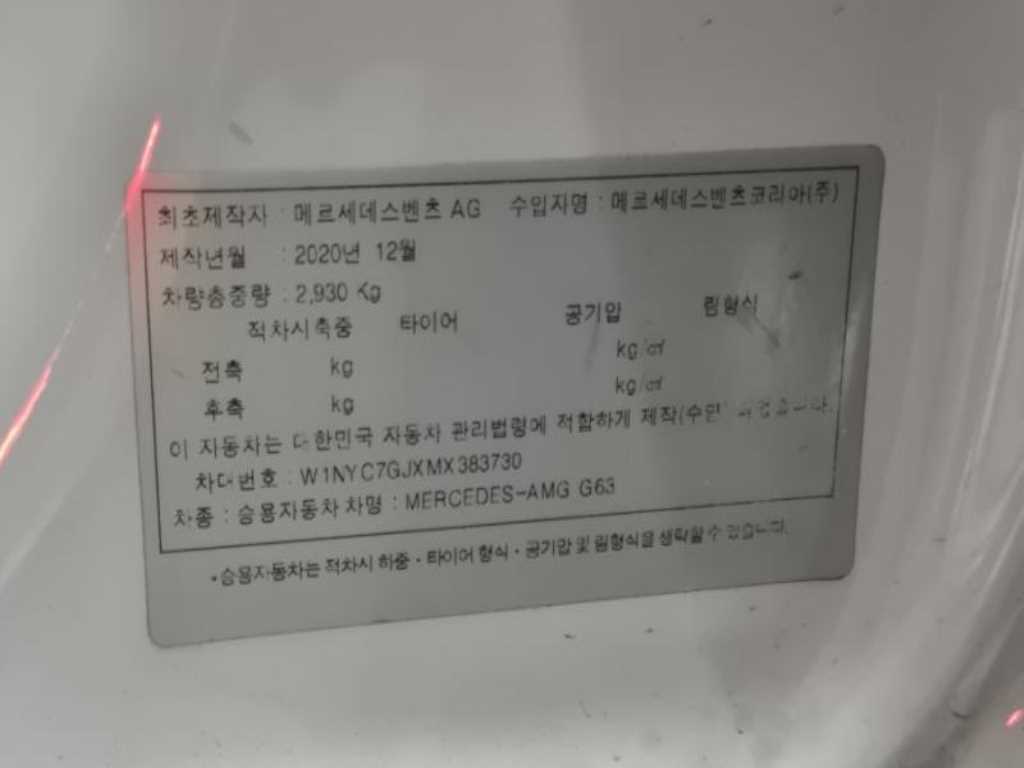 최초제작자 : 메르세데스벤츠 AG 수입자명 : 메르세데스벤츠코리아(주)
제작년월 : 2020년 12월
차량총중량 : 2,930 Kg
적차시축중 타이어 공기압 림형식
전축 kg kg/㎠
후축 kg kg/㎠
이 자동차는 대한민국 자동차 관리법령에 적합하게 제작(수입)
차대번호 : W1NYC7GJXMX383730
차종 : 승용자동차 차명 : MERCEDES-AMG G63
•승용자동차는 적차시 하중·타이어 형식·공기압 및 림형식을 생략할 수 있습니다.